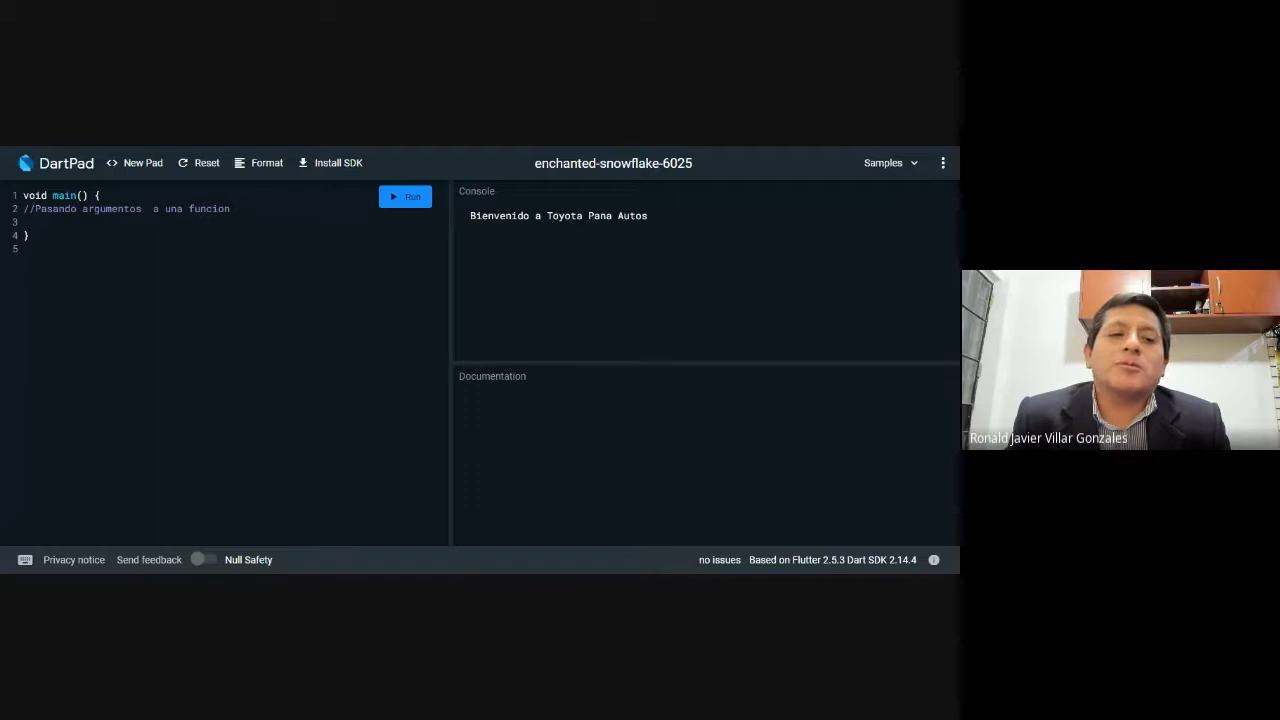 DartPad
<> New Pad
Reset
Format
Install SDK
enchanted-snowflake-6025
Samples
1 void main() {
2 //Pasando argumentos  a una funcion
3
4 }
5
Run
Console
Bienvenido a Toyota Pana Autos
Documentation
Ronald Javier Villar Gonzales
Privacy notice
Send feedback
Null Safety
no issues
Based on Flutter 2.5.3 Dart SDK 2.14.4